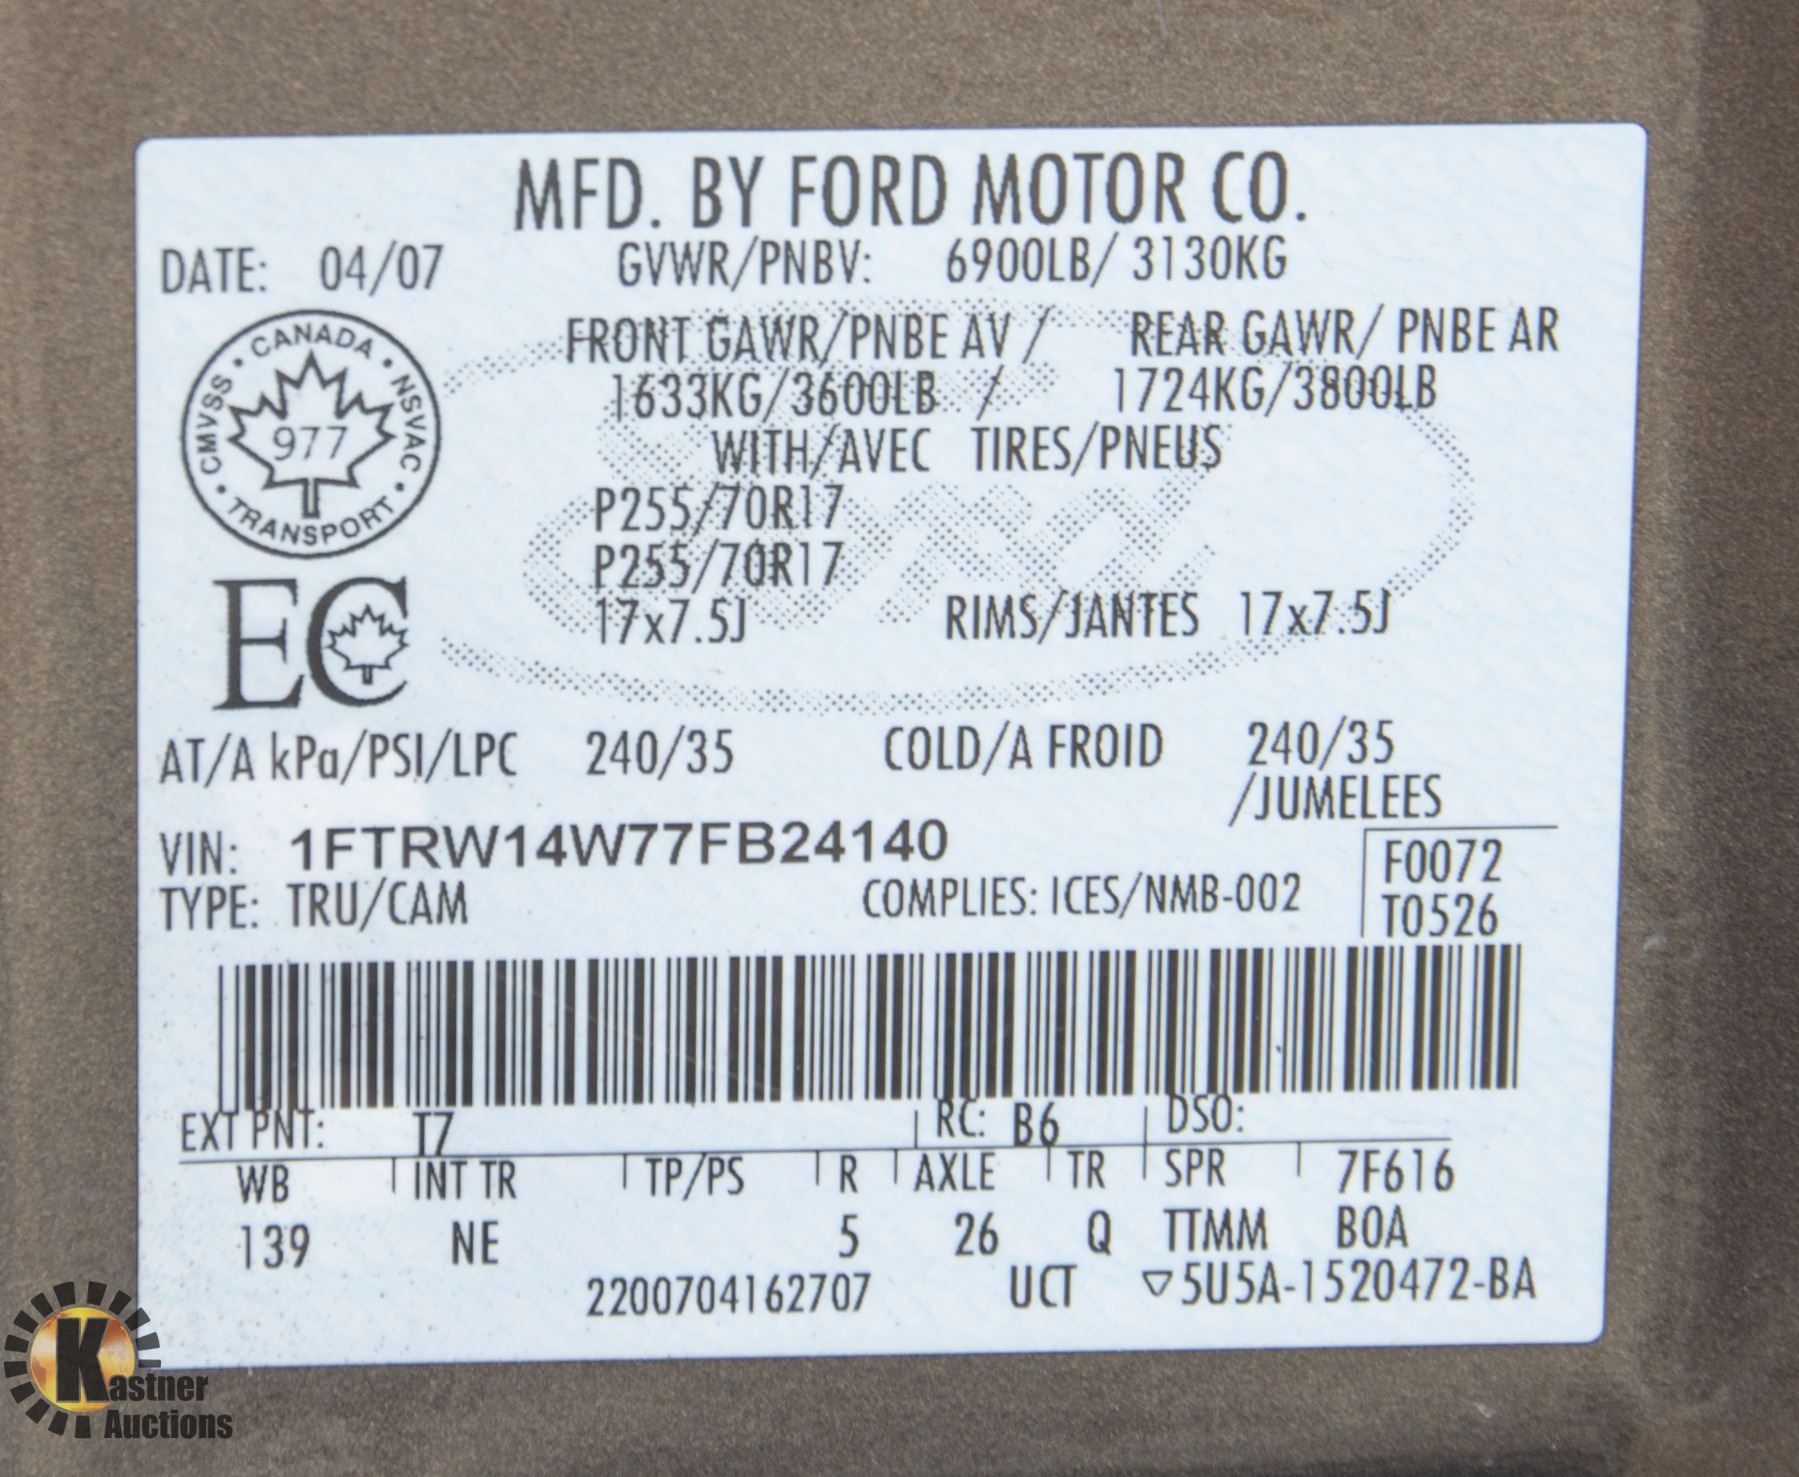 MFD. BY FORD MOTOR CO.
DATE: 04/07 GVWR/PNBV: 6900LB/ 3130KG
FRONT GAWR/PNBE AV / REAR GAWR/ PNBE AR
1633KG/3600LB / 1724KG/3800LB
WITH/AVEC TIRES/PNEUS
P255/70R17
P255/70R17
17x7.5J RIMS/JANTES 17x7.5J
CANADA
CMVSS 977 NSVAC
TRANSPORT
EC
Ford
AT/A kPa/PSI/LPC 240/35 COLD/A FROID 240/35
/JUMELEES
VIN: 1FTRW14W77FB24140 F0072
TYPE: TRU/CAM COMPLIES: ICES/NMB-002 T0526
EXT PNT: T7 RC: B6 DSO:
WB INT TR TP/PS R AXLE TR SPR 7F616
139 NE 5 26 Q TTMM BOA
2200704162707 UCT ▽5U5A-1520472-BA
Kastner
Auctions